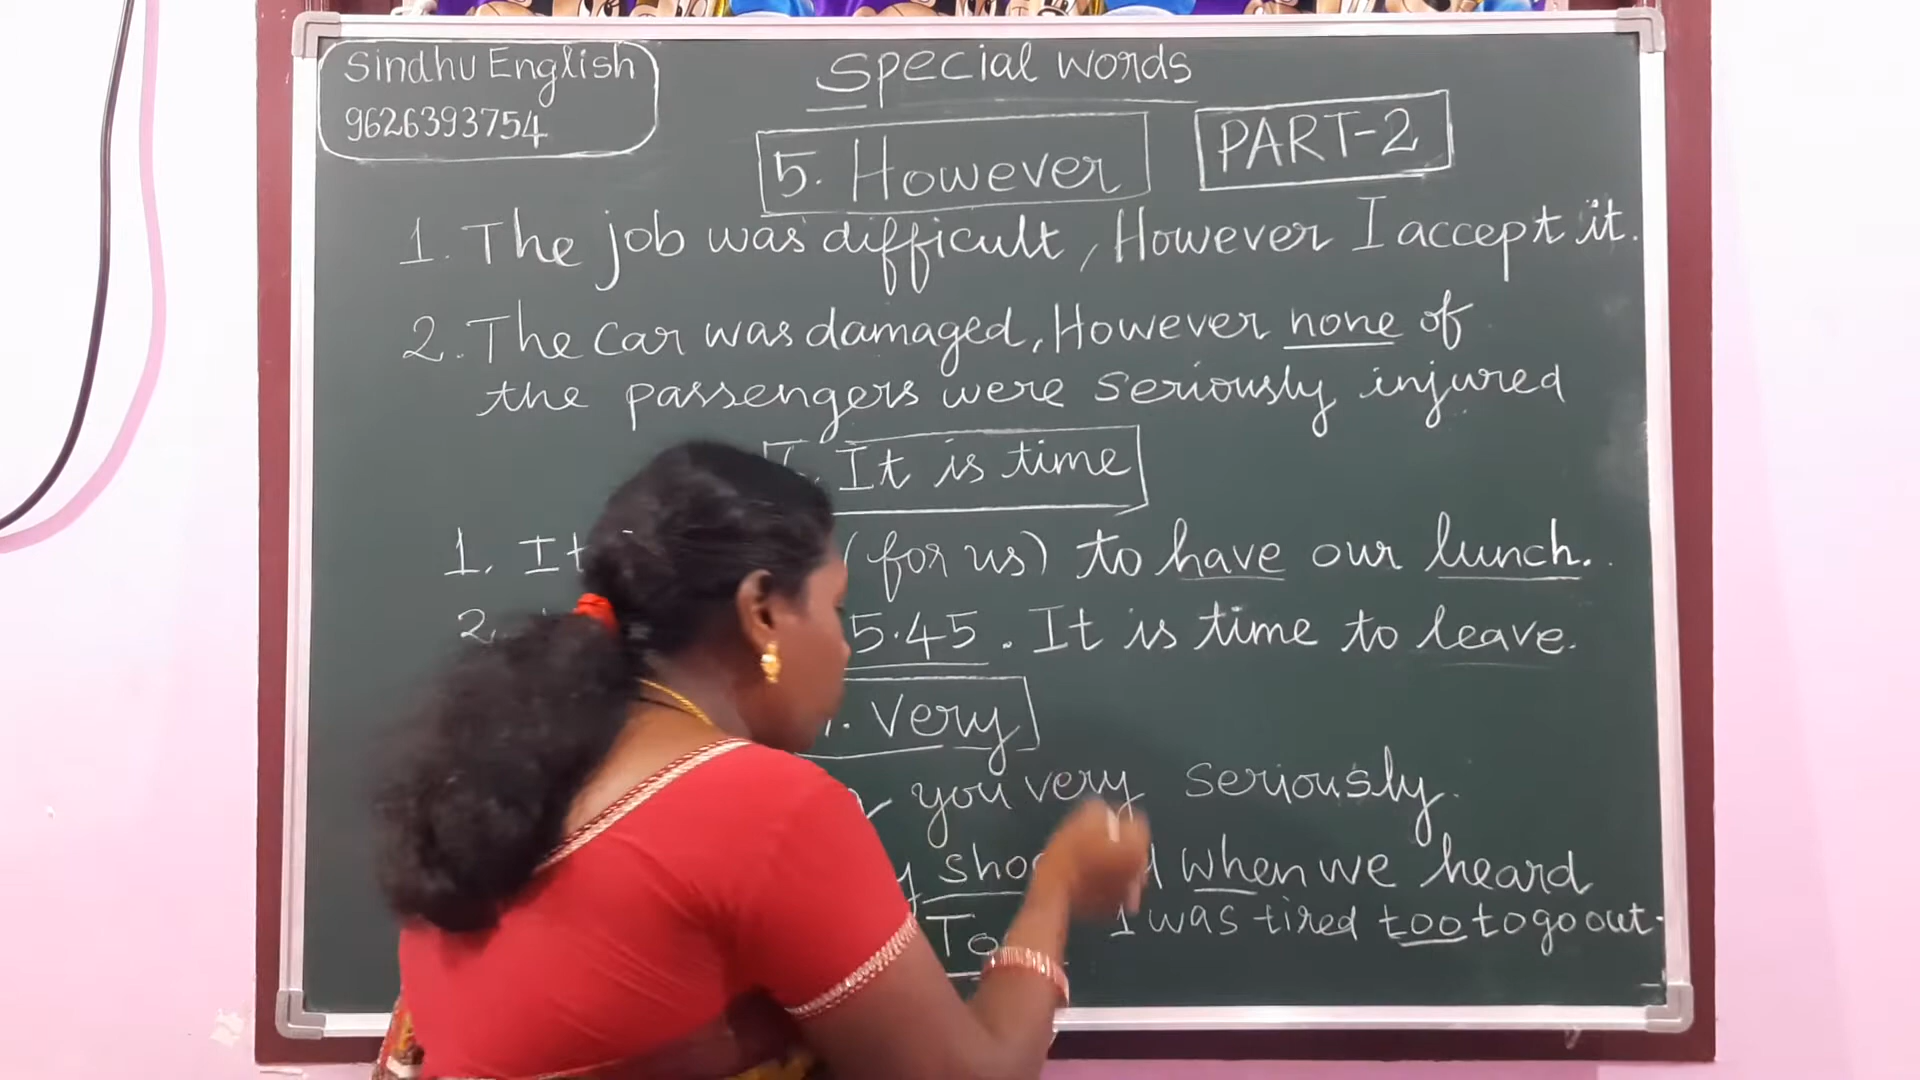 Sindhu English
9626393754
Special words
5. However
PART-2
1. The job was difficult, However I accept it.
2. The car was damaged, However none of
the passengers were seriously injured
It is time
1. It (for us) to have our lunch.
2. 5.45. It is time to leave.
Very
you very seriously.
when we heard
I was tired too to go out.